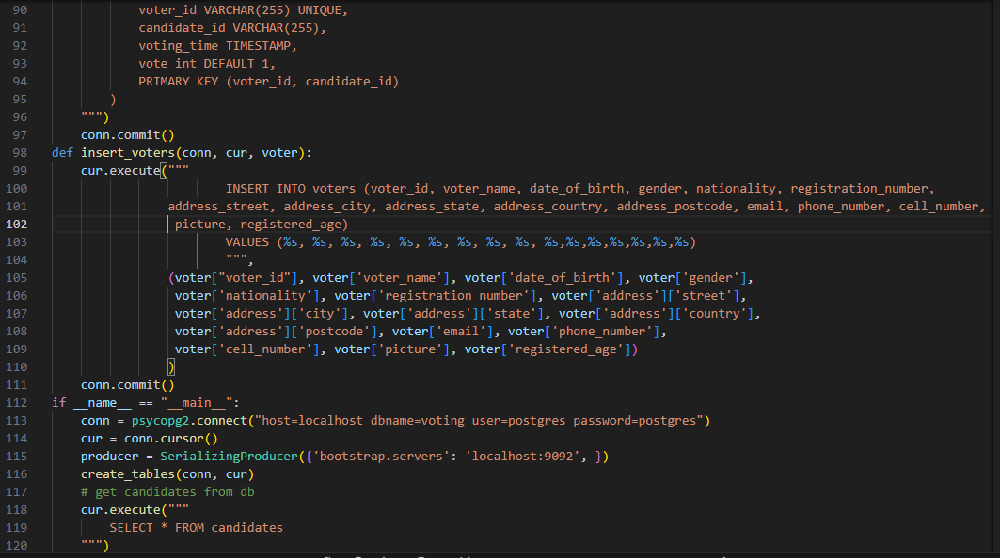 90 voter_id VARCHAR(255) UNIQUE,
91 candidate_id VARCHAR(255),
92 voting_time TIMESTAMP,
93 vote int DEFAULT 1,
94 PRIMARY KEY (voter_id, candidate_id)
95 )
96 """)
97 conn.commit()
98 def insert_voters(conn, cur, voter):
99 cur.execute("""
100 INSERT INTO voters (voter_id, voter_name, date_of_birth, gender, nationality, registration_number,
101 address_street, address_city, address_state, address_country, address_postcode, email, phone_number, cell_number,
102 picture, registered_age)
103 VALUES (%s, %s, %s, %s, %s, %s, %s, %s, %s, %s,%s,%s,%s,%s,%s,%s)
104 """,
105 (voter["voter_id"], voter['voter_name'], voter['date_of_birth'], voter['gender'],
106 voter['nationality'], voter['registration_number'], voter['address']['street'],
107 voter['address']['city'], voter['address']['state'], voter['address']['country'],
108 voter['address']['postcode'], voter['email'], voter['phone_number'],
109 voter['cell_number'], voter['picture'], voter['registered_age'])
110 )
111 conn.commit()
112 if __name__ == "__main__":
113 conn = psycopg2.connect("host=localhost dbname=voting user=postgres password=postgres")
114 cur = conn.cursor()
115 producer = SerializingProducer({'bootstrap.servers': 'localhost:9092', })
116 create_tables(conn, cur)
117 # get candidates from db
118 cur.execute("""
119 SELECT * FROM candidates
120 """)